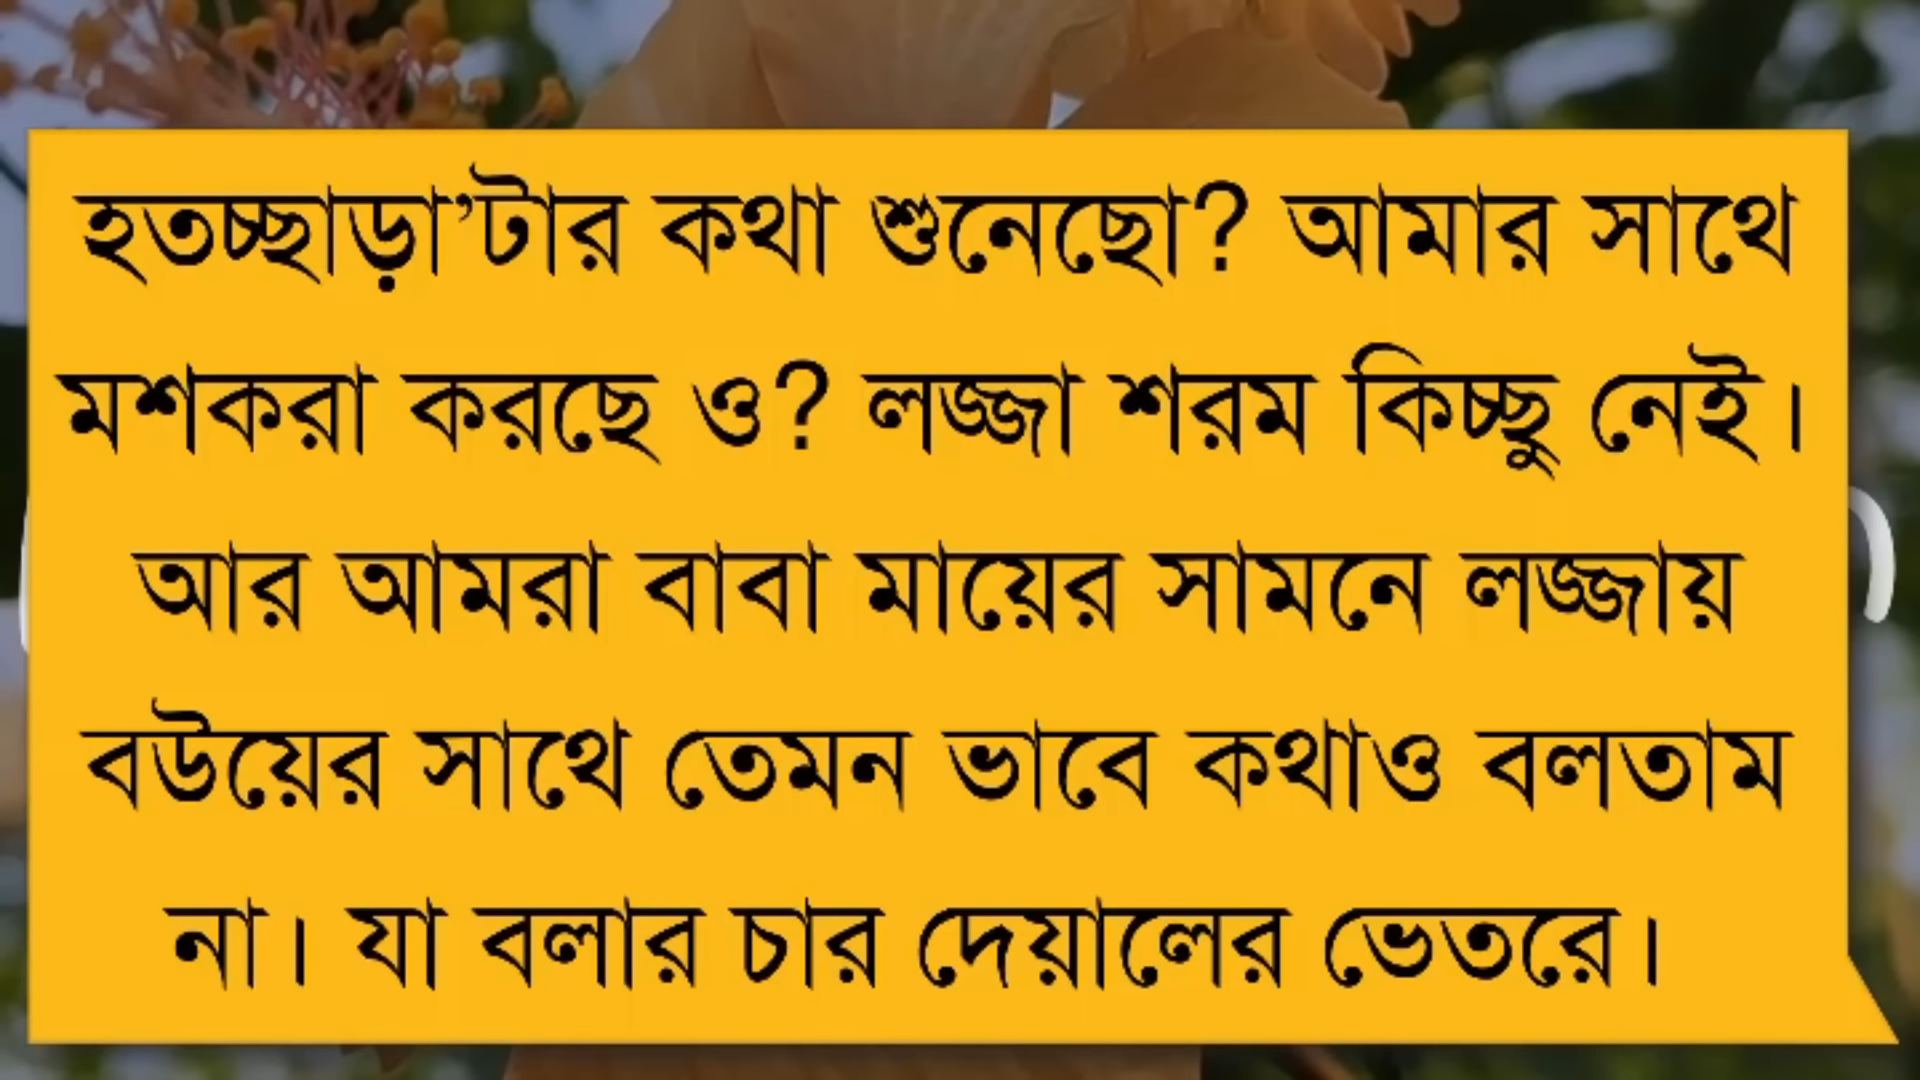 হতচ্ছাড়া’টার কথা শুনেছো? আমার সাথে
মশকরা করছে ও? লজ্জা শরম কিচ্ছু নেই।
আর আমরা বাবা মায়ের সামনে লজ্জায়
বউয়ের সাথে তেমন ভাবে কথাও বলতাম
না। যা বলার চার দেয়ালের ভেতরে।